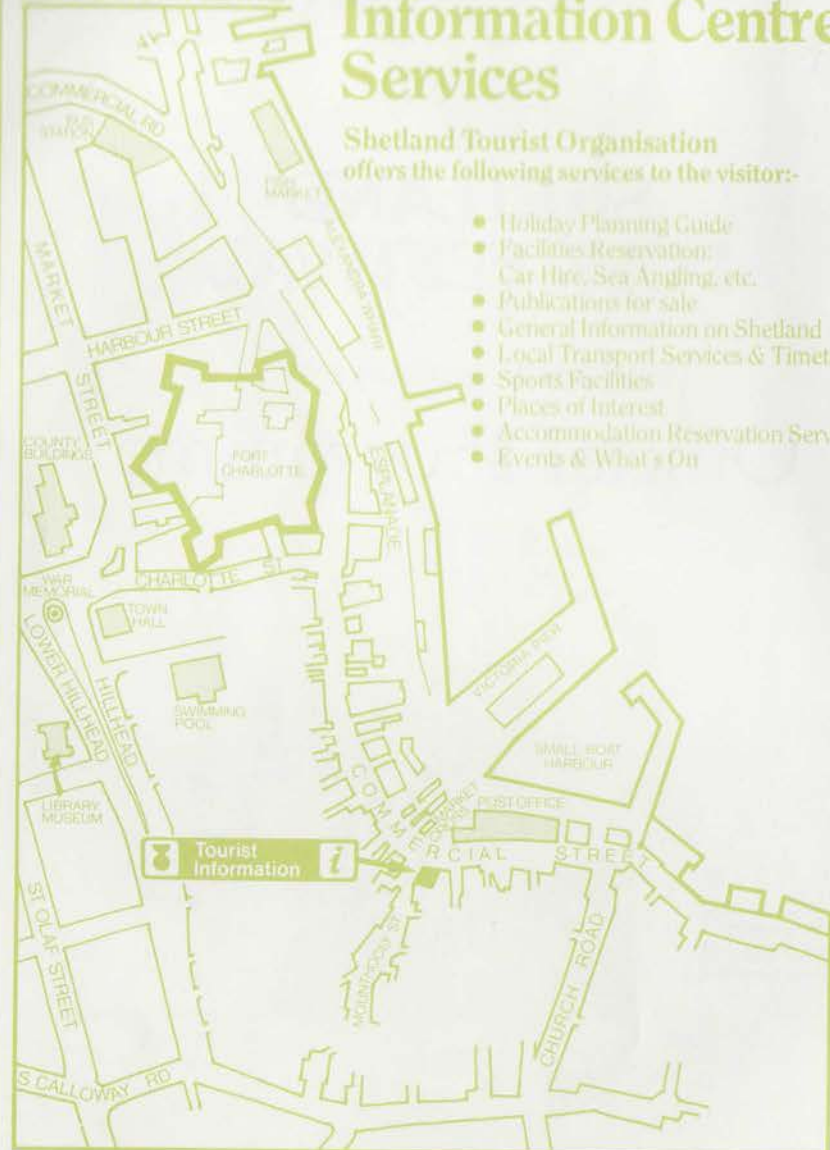 Information Centre
Services
Shetland Tourist Organisation
offers the following services to the visitor:-
● Holiday Planning Guide
● Facilities Reservation:
Car Hire, Sea Angling, etc.
● Publications for sale
● General Information on Shetland
● Local Transport Services &
● Sports Facilities
● Places of Interest
● Accommodation Reservation
● Events & What's On
COMMERCIAL RD
BUS
STATION
FISH
MARKET
ALEXANDRA WHARF
MARKET
STREET
HARBOUR STREET
COUNTY
BUILDINGS
FORT
CHARLOTTE
ESPLANADE
WAR
MEMORIAL
CHARLOTTE ST
TOWN
HALL
LOWER HILLHEAD
HILLHEAD
SWIMMING
POOL
VICTORIA PIER
SMALL BOAT
HARBOUR
LIBRARY
MUSEUM
MARKET
CROSS
POST OFFICE
COMMERCIAL STREET
Tourist
Information
i
ST OLAF STREET
MOUNTHOOLY ST
CHURCH ROAD
S CALLOWAY RD